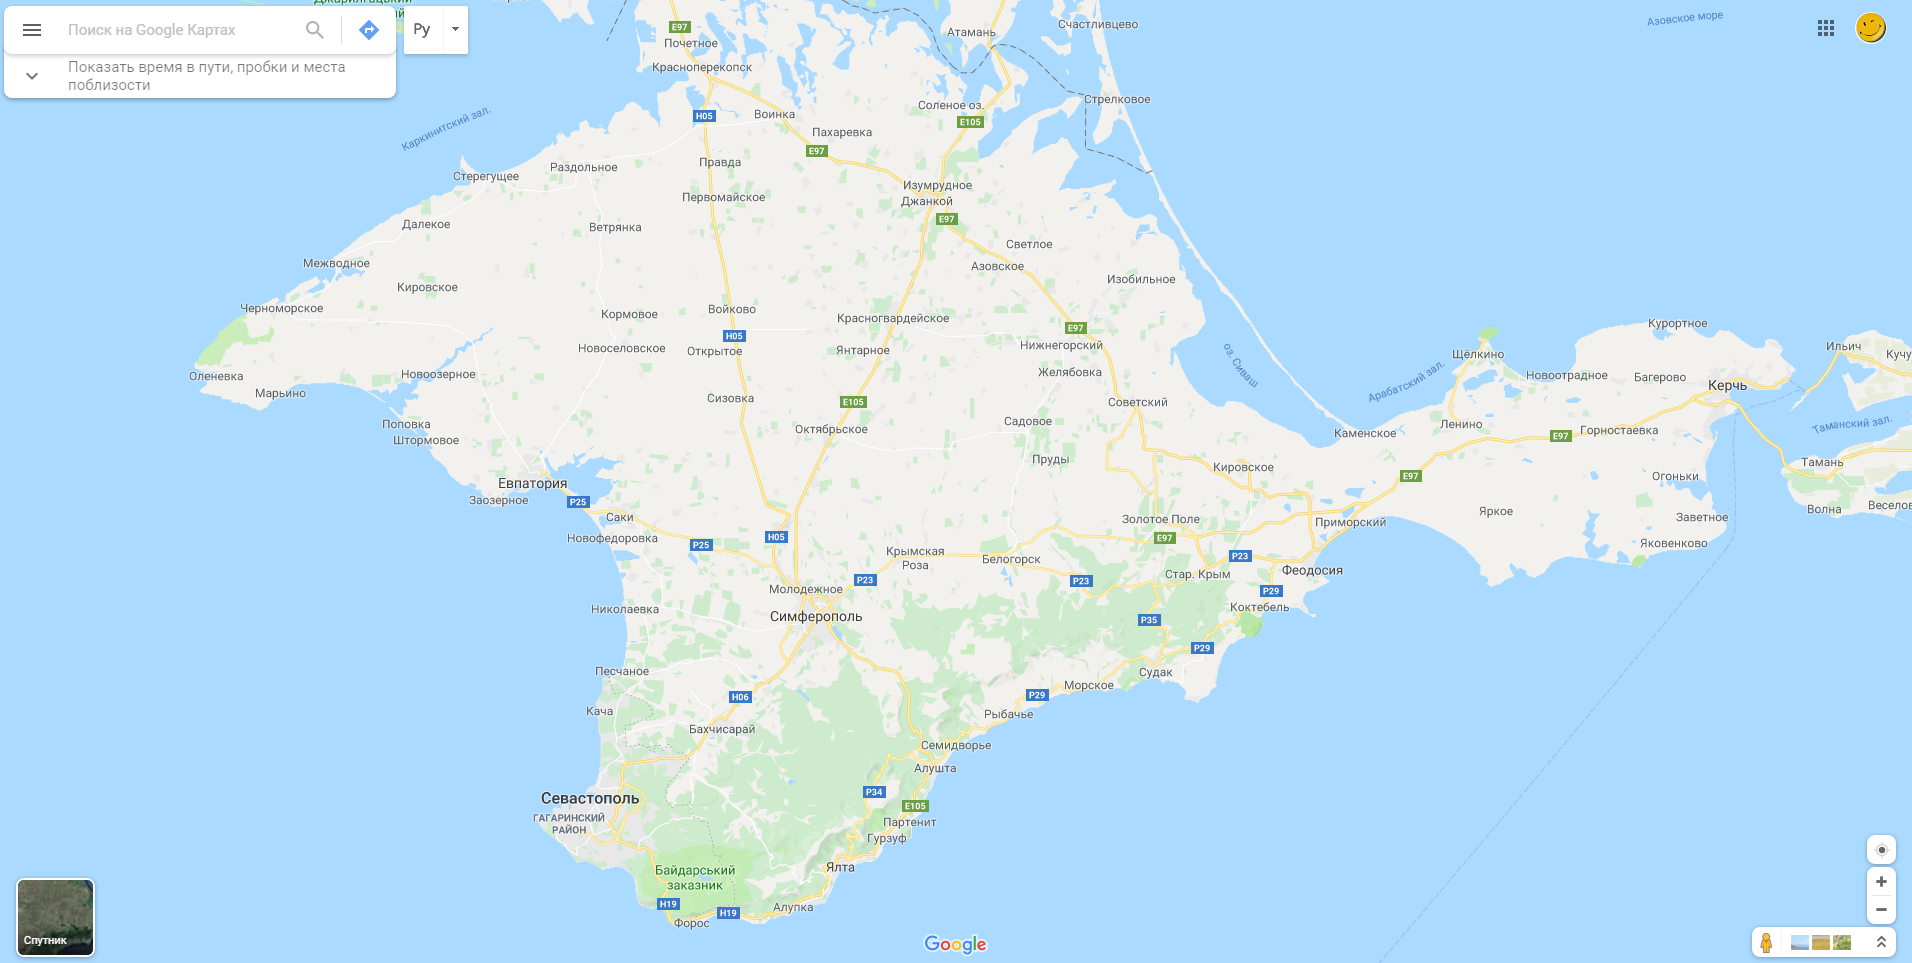 Джарилгацький
Поиск на Google Картах
Ру
Показать время в пути, пробки и места
поблизости
E97
Почетное
Красноперекопск
Атамань
Счастливцево
Азовское море
Соленое оз.
Стрелковое
E105
Каркинитский зал.
H05
Воинка
Пахаревка
E97
Правда
Раздольное
Стерегущее
Первомайское
Изумрудное
Джанкой
E97
Далекое
Ветрянка
Светлое
Азовское
Межводное
Изобильное
Кировское
Черноморское
Кормовое
Войково
Красногвардейское
E97
H05
Новоселовское
Открытое
Янтарное
Нижнегорский
оз. Сиваш
Курортное
Щёлкино
Ильич
Кучу
Оленевка
Марьино
Новоозерное
Желябовка
Арабатский зал.
Новоотрадное
Багерово
Керчь
Сизовка
E105
Советский
Поповка
Штормовое
Октябрьское
Садовое
Каменское
Ленино
E97
Горностаевка
Таманский зал.
Пруды
Кировское
E97
Тамань
Огоньки
Евпатория
Заозерное
P25
Саки
Новофедоровка
P25
H05
Золотое Поле
E97
Приморский
Яркое
Заветное
Волна
Веселов
Яковенково
Крымская
Роза
Белогорск
P23
Феодосия
Стар. Крым
P23
P23
P29
Молодежное
Коктебель
Николаевка
Симферополь
P35
P29
Песчаное
Судак
Морское
H06
P29
Рыбачье
Кача
Бахчисарай
Семидворье
Алушта
P34
Севастополь
E105
ГАГАРИНСКИЙ
РАЙОН
Партенит
Гурзуф
Ялта
Байдарський
заказник
H19
H19
Алупка
Форос
Спутник
Google